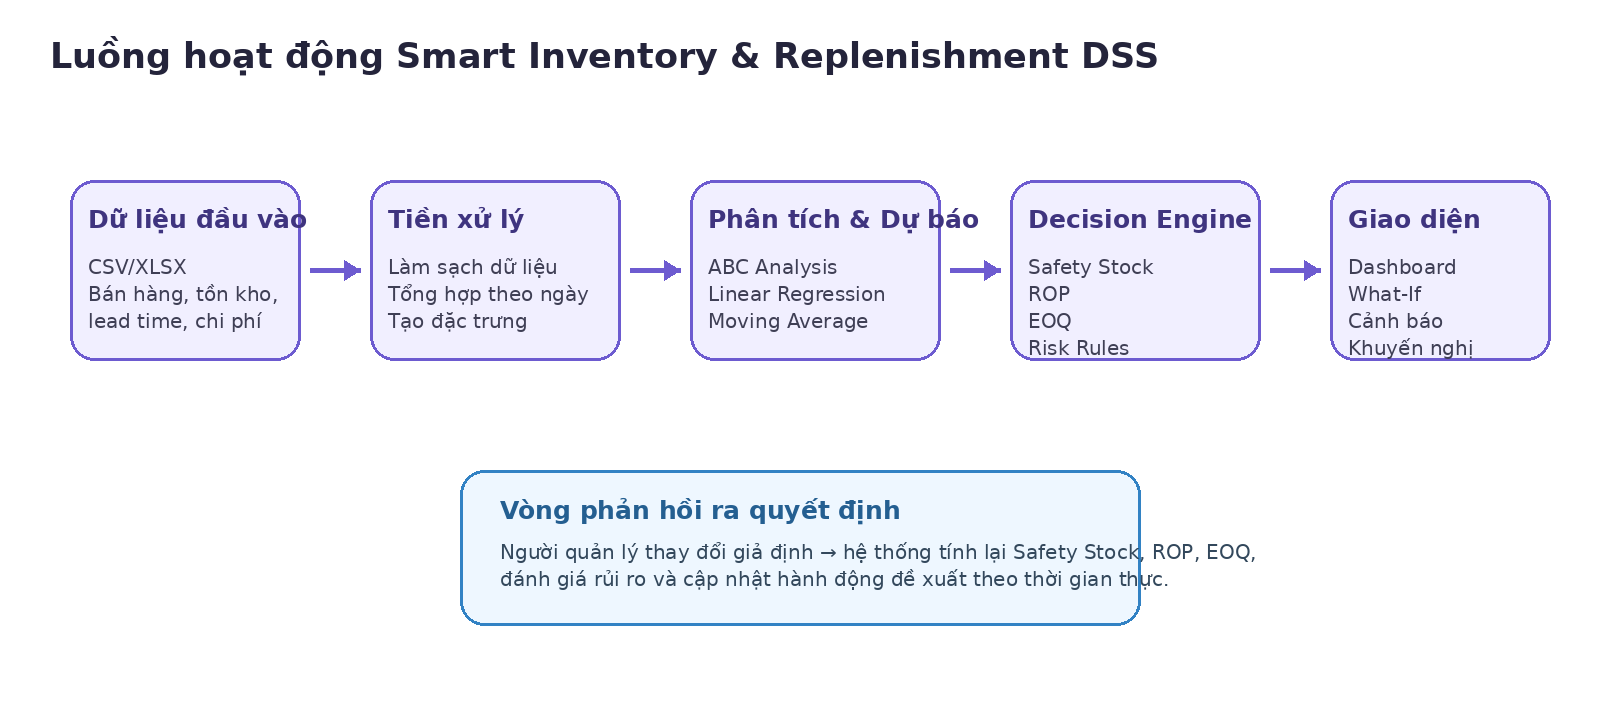 Luồng hoạt động Smart Inventory & Replenishment DSS
Dữ liệu đầu vào
CSV/XLSX
Bán hàng, tồn kho,
lead time, chi phí
Tiền xử lý
Làm sạch dữ liệu
Tổng hợp theo ngày
Tạo đặc trưng
Phân tích & Dự báo
ABC Analysis
Linear Regression
Moving Average
Decision Engine
Safety Stock
ROP
EOQ
Risk Rules
Giao diện
Dashboard
What-If
Cảnh báo
Khuyến nghị
Vòng phản hồi ra quyết định
Người quản lý thay đổi giả định → hệ thống tính lại Safety Stock, ROP, EOQ,
đánh giá rủi ro và cập nhật hành động đề xuất theo thời gian thực.